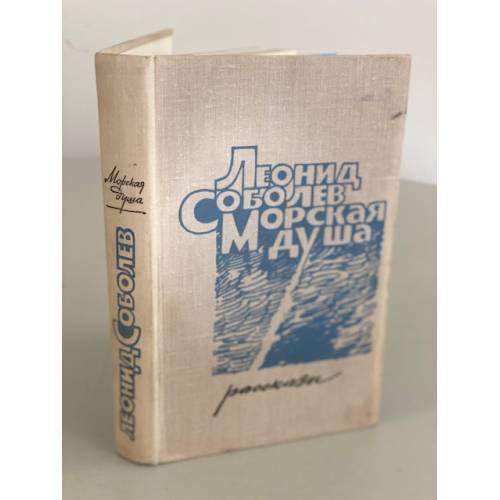 Морская
душа
Леонид Соболев
Леонид
Соболев
Морская
душа
рассказы